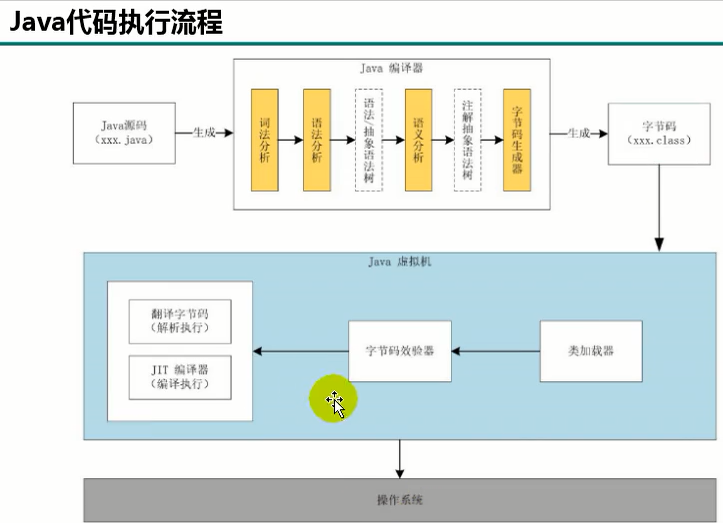 Java代码执行流程
Java 编译器
Java源码
（xxx.java）
生成
词法分析
语法分析
语法/抽象语法树
语义分析
注解抽象语法树
字节码生成器
生成
字节码
（xxx.class）
Java 虚拟机
翻译字节码
（解析执行）
JIT 编译器
（编译执行）
字节码效验器
类加载器
操作系统